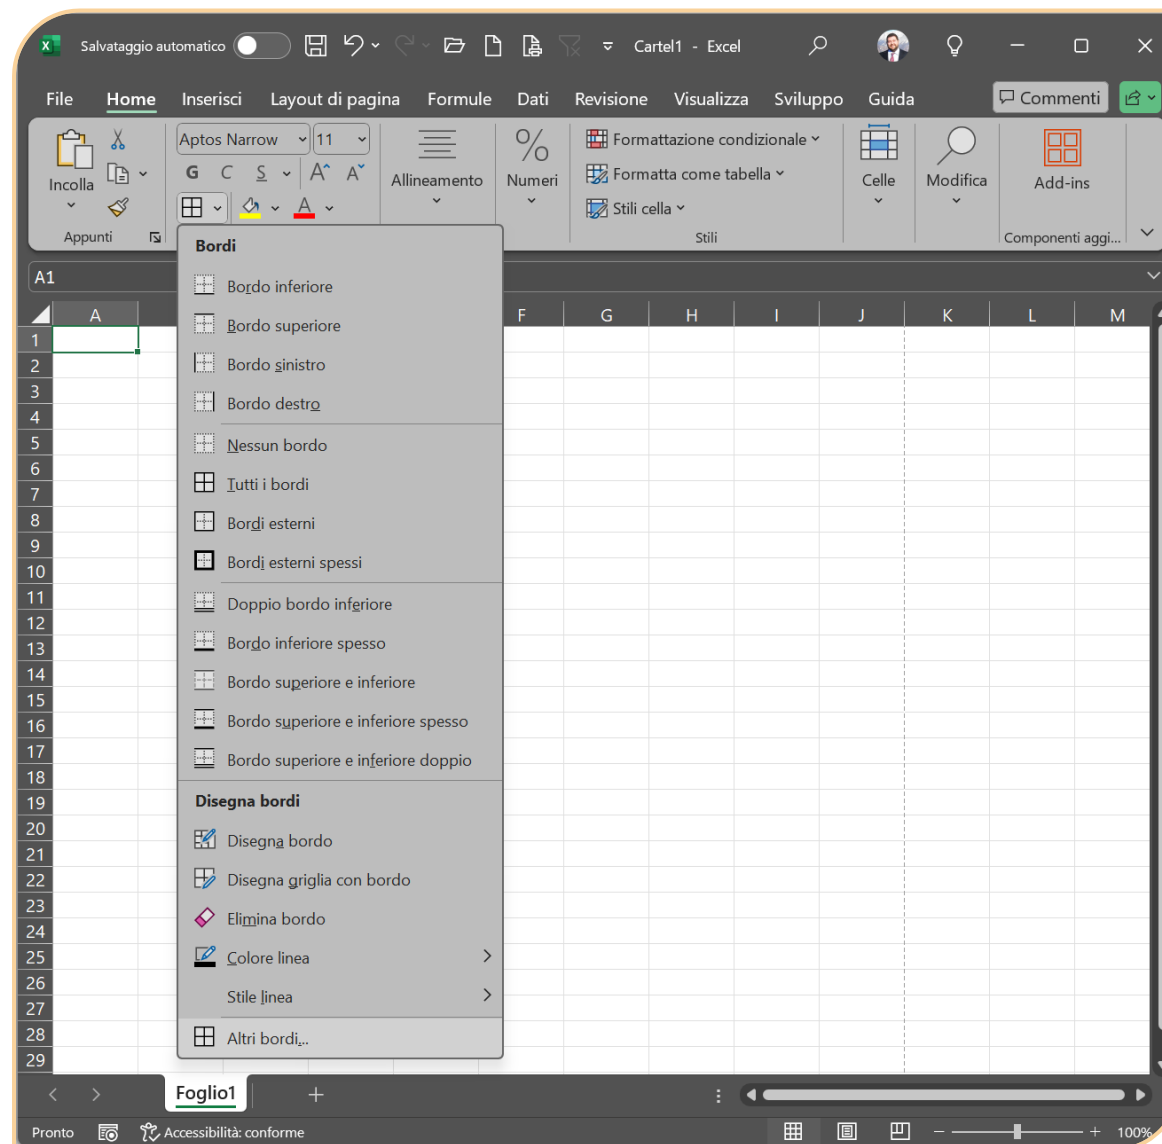 Salvataggio automatico Cartel1 - Excel
File Home Inserisci Layout di pagina Formule Dati Revisione Visualizza Sviluppo Guida Commenti
Incolla
Appunti
Aptos Narrow 11
G C S A A
A
Allineamento
% Numeri
Formattazione condizionale
Formatta come tabella
Stili cella
Stili
Celle
Modifica
Add-ins
Componenti aggi...
A1
A F G H I J K L M
Bordi
Bordo inferiore
Bordo superiore
Bordo sinistro
Bordo destro
Nessun bordo
Tutti i bordi
Bordi esterni
Bordi esterni spessi
Doppio bordo inferiore
Bordo inferiore spesso
Bordo superiore e inferiore
Bordo superiore e inferiore spesso
Bordo superiore e inferiore doppio
Disegna bordi
Disegna bordo
Disegna griglia con bordo
Elimina bordo
Colore linea
Stile linea
Altri bordi...
1
2
3
4
5
6
7
8
9
10
11
12
13
14
15
16
17
18
19
20
21
22
23
24
25
26
27
28
29
Foglio1
Pronto Accessibilità: conforme 100%